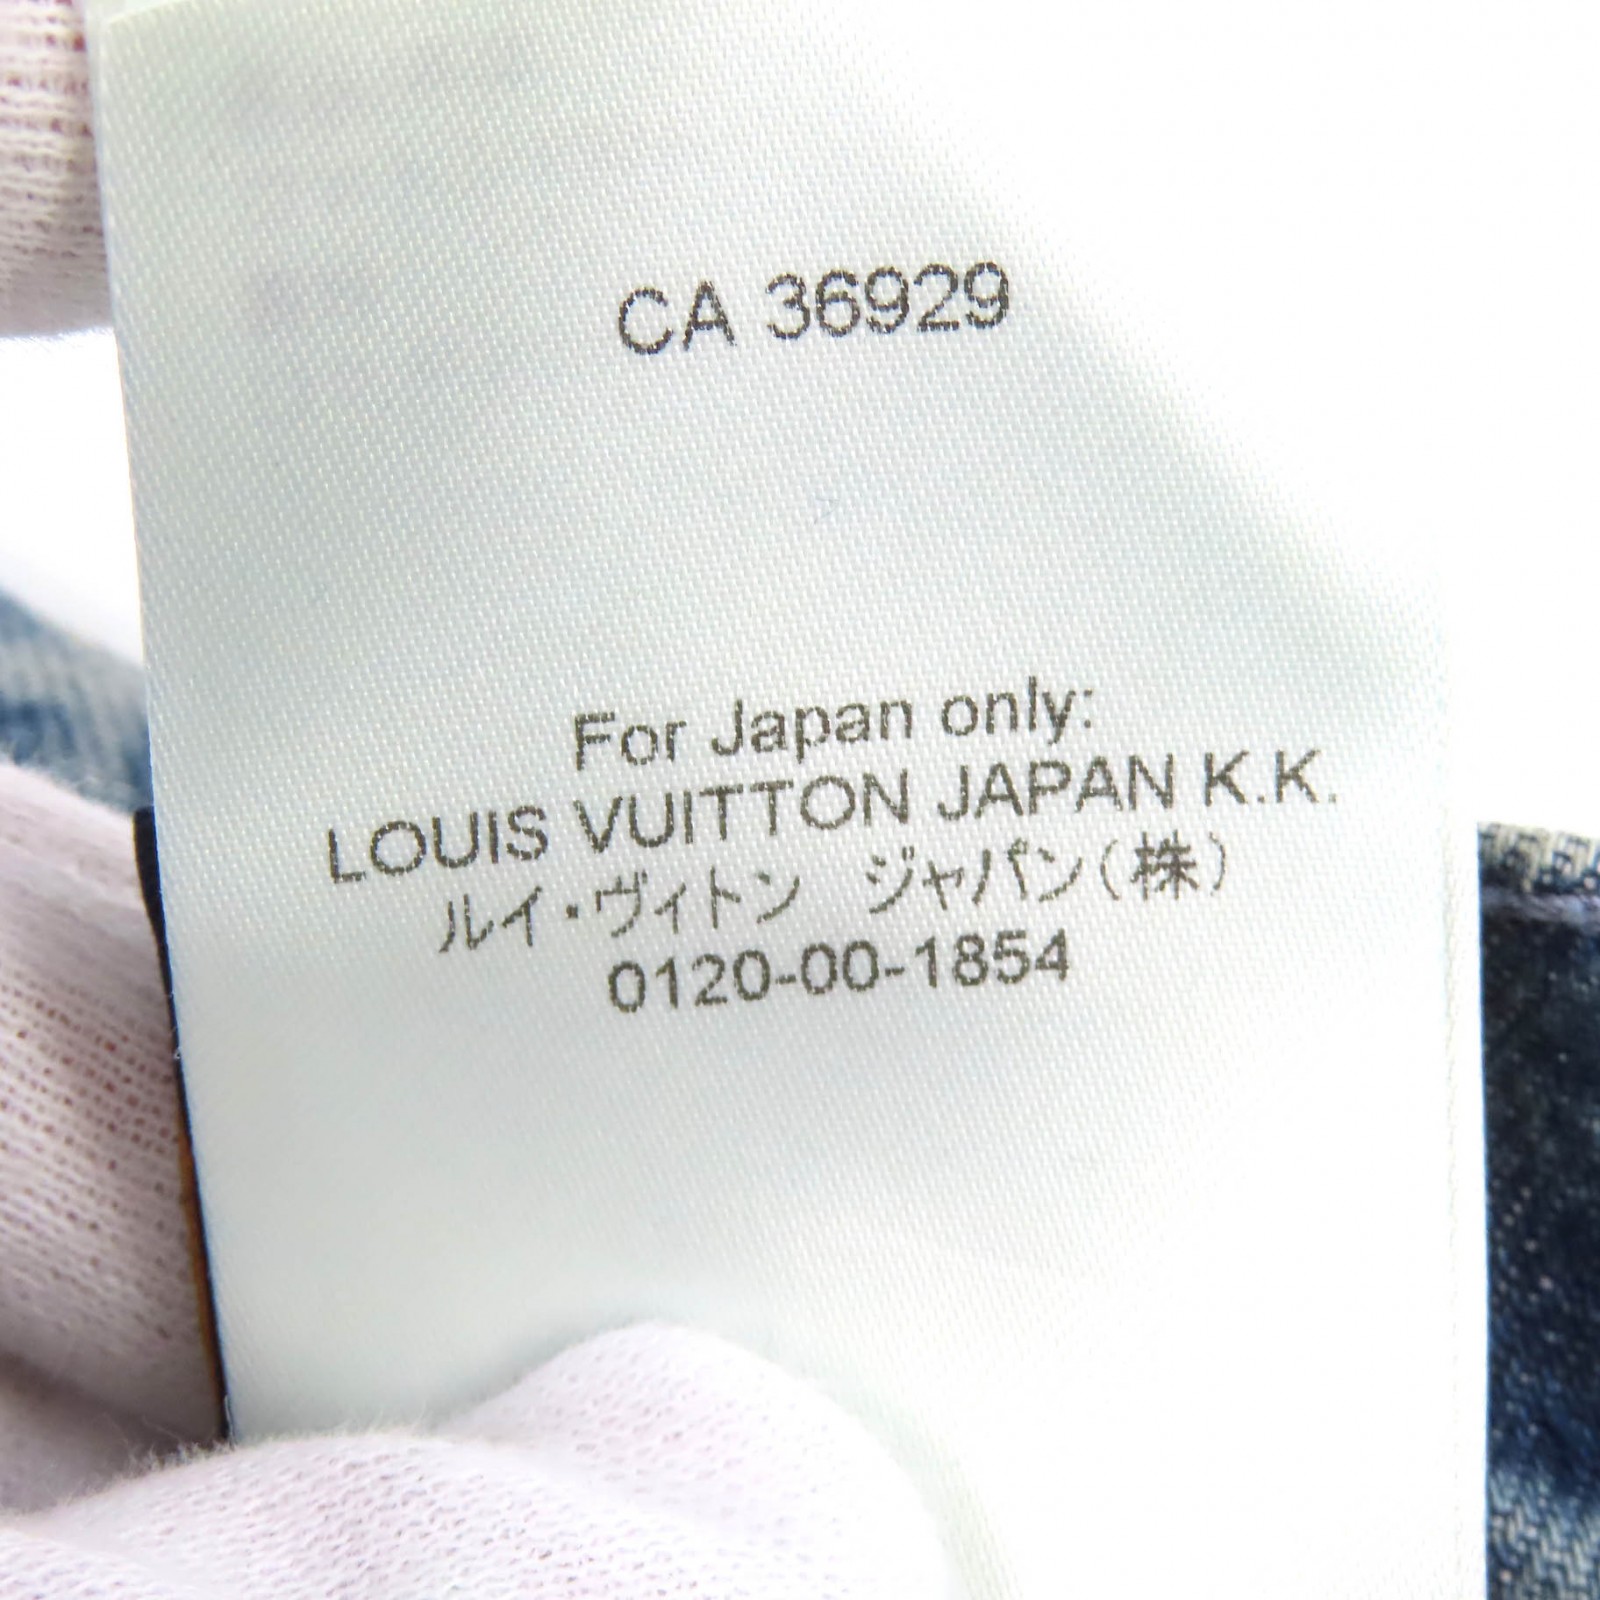 CA 36929
For Japan only:
LOUIS VUITTON JAPAN K.K.
ルイ・ヴィトン　ジャパン(株)
0120-00-1854